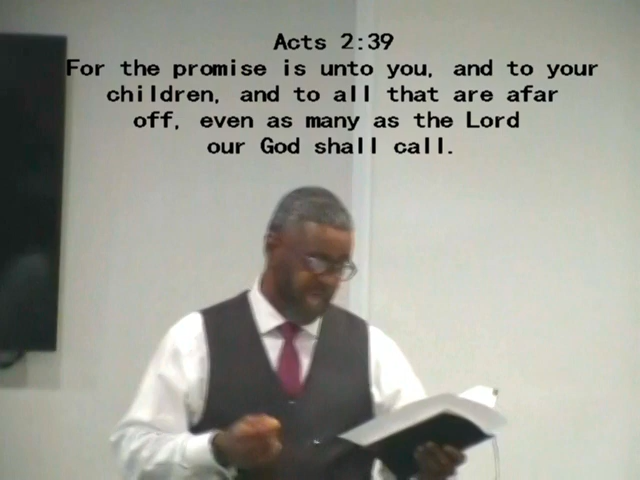 Acts 2:39
For the promise is unto you, and to your
children, and to all that are afar
off, even as many as the Lord
our God shall call.